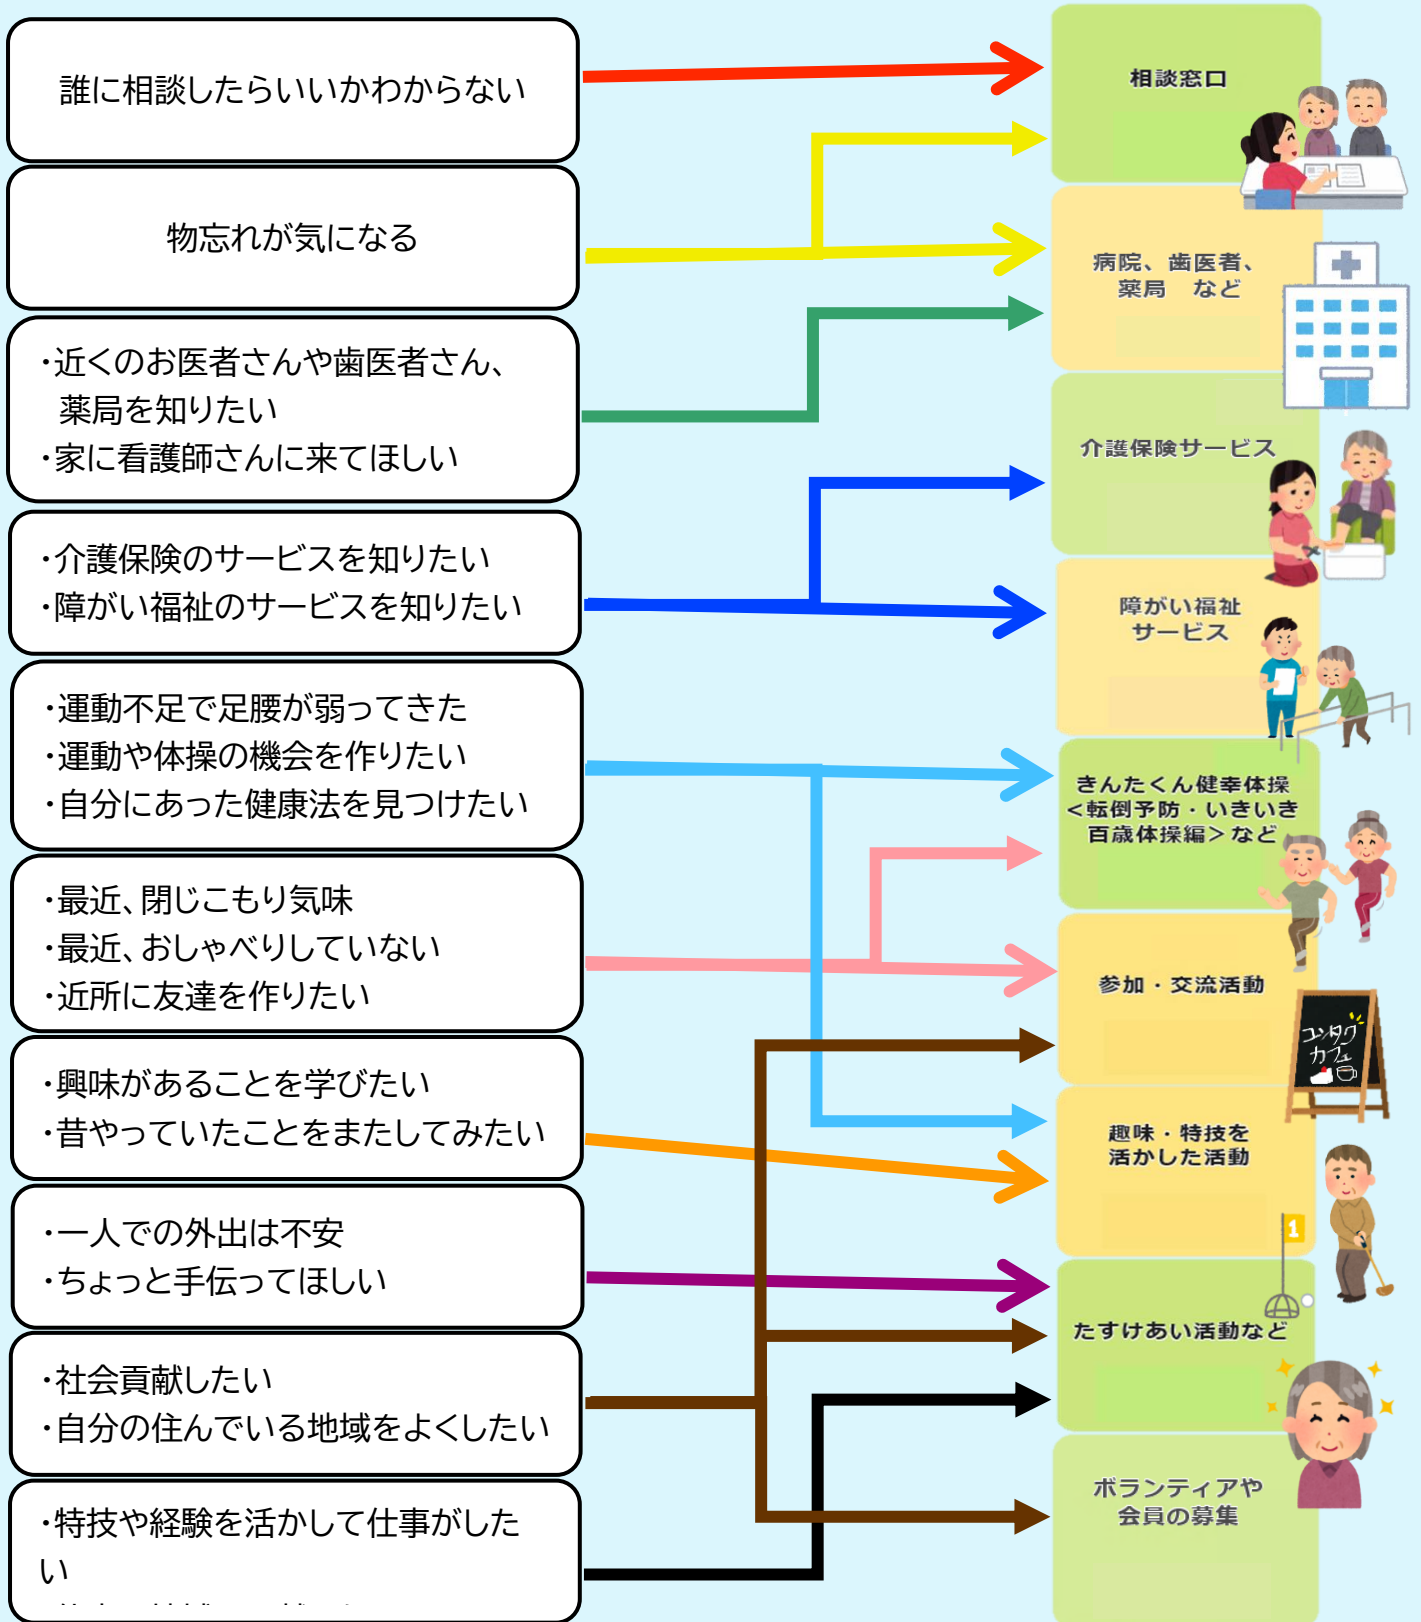 誰に相談したらいいかわからない
物忘れが気になる
・近くのお医者さんや歯医者さん、
薬局を知りたい
・家に看護師さんに来てほしい
・介護保険のサービスを知りたい
・障がい福祉のサービスを知りたい
・運動不足で足腰が弱ってきた
・運動や体操の機会を作りたい
・自分にあった健康法を見つけたい
・最近、閉じこもり気味
・最近、おしゃべりしていない
・近所に友達を作りたい
・興味があることを学びたい
・昔やっていたことをまたしてみたい
・一人での外出は不安
・ちょっと手伝ってほしい
・社会貢献したい
・自分の住んでいる地域をよくしたい
・特技や経験を活かして仕事がした
い
相談窓口
病院、歯医者、
薬局　など
介護保険サービス
障がい福祉
サービス
きんたくん健幸体操
<転倒予防・いきいき
百歳体操編>など
参加・交流活動
コンタク
カフェ
趣味・特技を
活かした活動
1
たすけあい活動など
ボランティアや
会員の募集